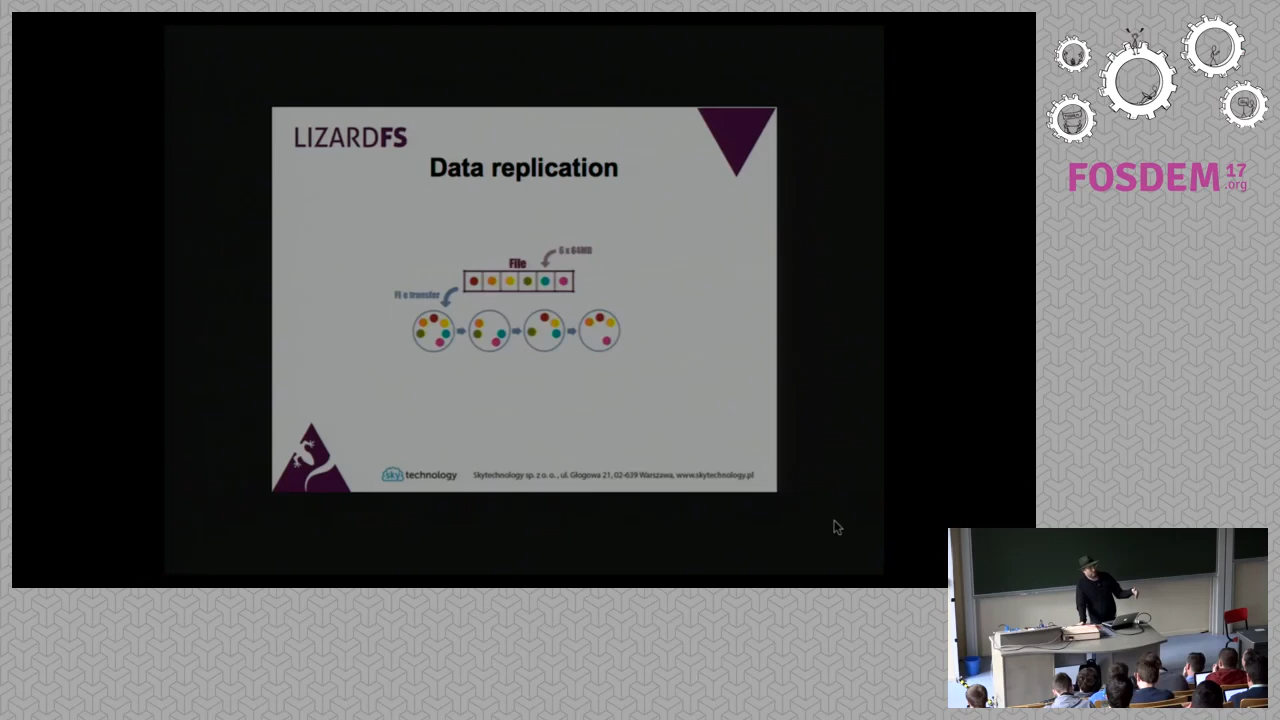 LIZARDFS
Data replication
6 x 64MB
File
File transfer
sky technology
Skytechnology sp. z o.o., ul. Głogowa 21, 02-639 Warszawa, www.skytechnology.pl
FOSDEM 17
.org